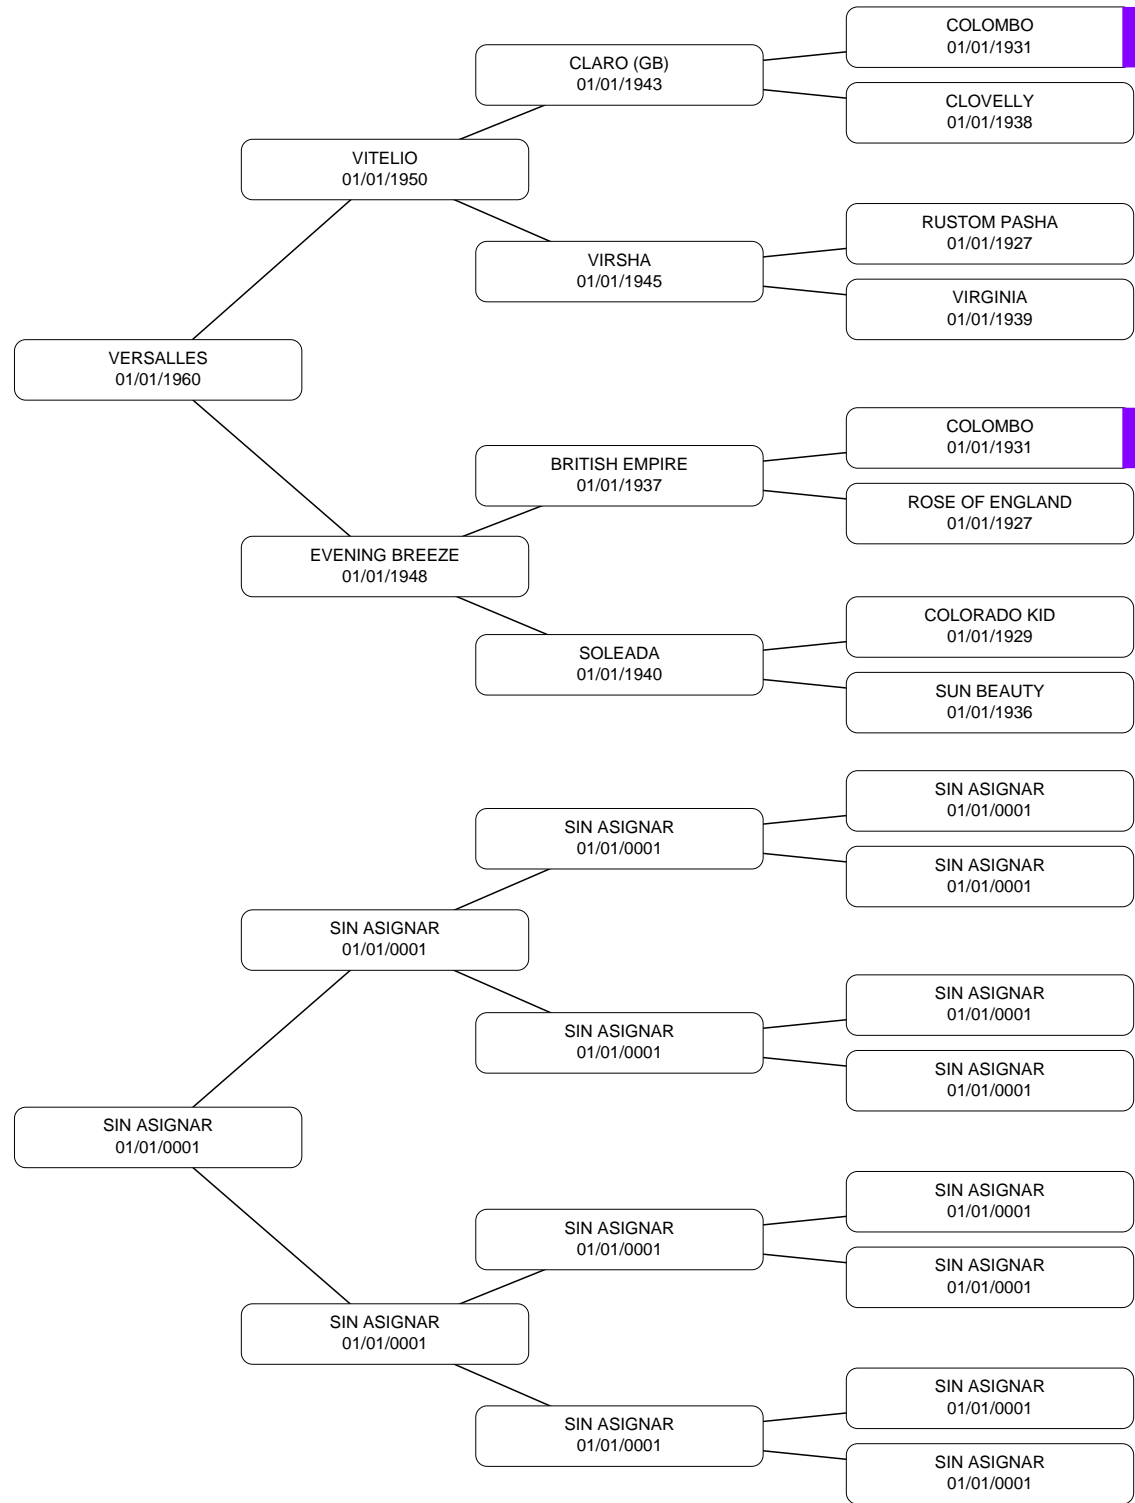 COLOMBO
01/01/1931
CLARO (GB)
01/01/1943
CLOVELLY
01/01/1938
VITELIO
01/01/1950
RUSTOM PASHA
01/01/1927
VIRSHA
01/01/1945
VIRGINIA
01/01/1939
VERSALLES
01/01/1960
COLOMBO
01/01/1931
BRITISH EMPIRE
01/01/1937
ROSE OF ENGLAND
01/01/1927
EVENING BREEZE
01/01/1948
COLORADO KID
01/01/1929
SOLEADA
01/01/1940
SUN BEAUTY
01/01/1936
SIN ASIGNAR
01/01/0001
SIN ASIGNAR
01/01/0001
SIN ASIGNAR
01/01/0001
SIN ASIGNAR
01/01/0001
SIN ASIGNAR
01/01/0001
SIN ASIGNAR
01/01/0001
SIN ASIGNAR
01/01/0001
SIN ASIGNAR
01/01/0001
SIN ASIGNAR
01/01/0001
SIN ASIGNAR
01/01/0001
SIN ASIGNAR
01/01/0001
SIN ASIGNAR
01/01/0001
SIN ASIGNAR
01/01/0001
SIN ASIGNAR
01/01/0001
SIN ASIGNAR
01/01/0001